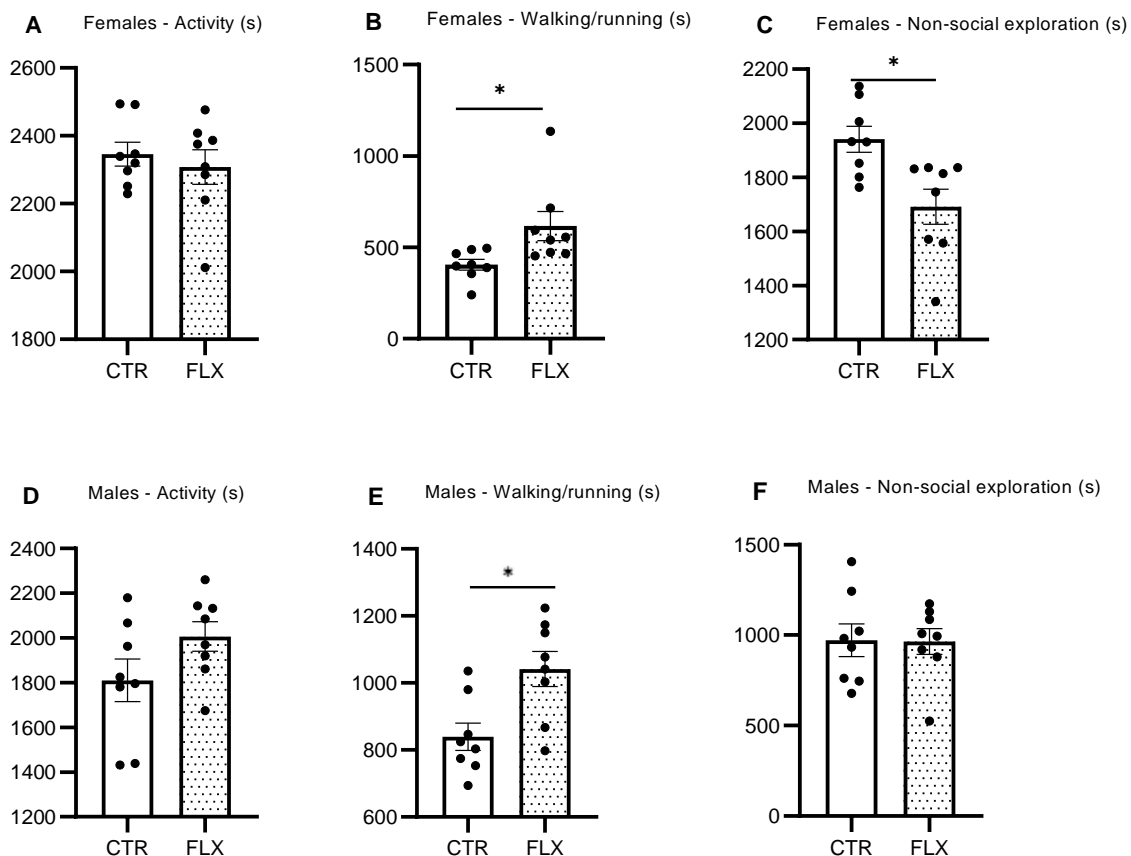 A Females - Activity (s)
2600
2400
2200
2000
1800
CTR FLX
B Females - Walking/running (s)
1500
1000
500
0
*
CTR FLX
C Females - Non-social exploration (s)
2200
2000
1800
1600
1400
1200
*
CTR FLX
D Males - Activity (s)
2400
2200
2000
1800
1600
1400
1200
CTR FLX
E Males - Walking/running (s)
1400
1200
1000
800
600
*
CTR FLX
F Males - Non-social exploration (s)
1500
1000
500
0
CTR FLX